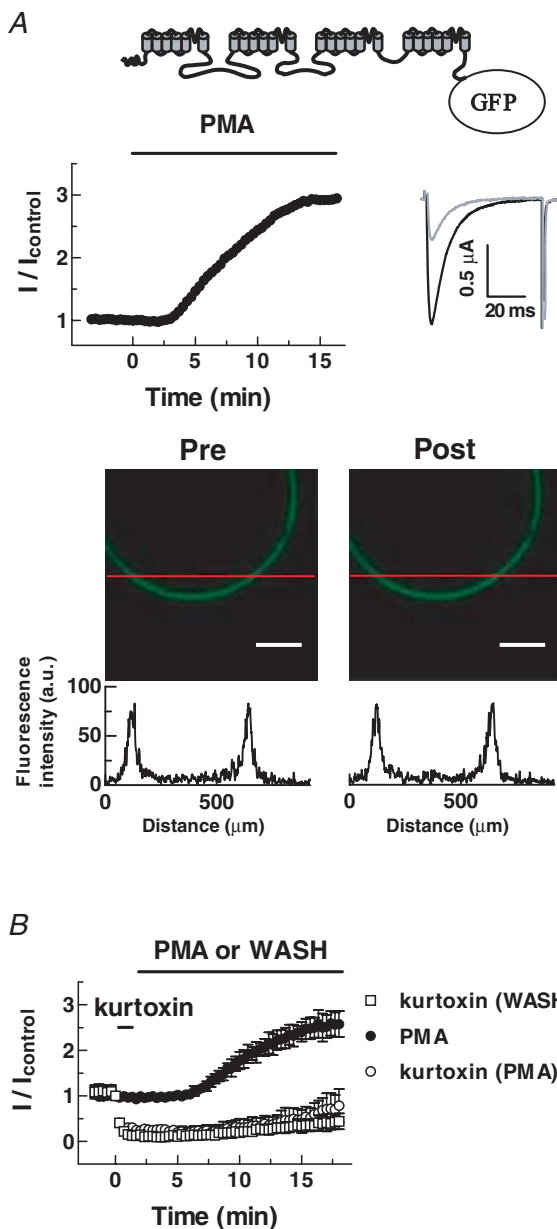 A
GFP
PMA
I / Icontrol
3
2
1
0 5 10 15
Time (min)
0.5 μA
20 ms
Pre Post
Fluorescence
intensity (a.u.)
100
50
0
0 500
Distance (μm)
0 500
Distance (μm)
B
PMA or WASH
kurtoxin
I / Icontrol
3
2
1
0
0 5 10 15
Time (min)
kurtoxin (WASH
PMA
kurtoxin (PMA)